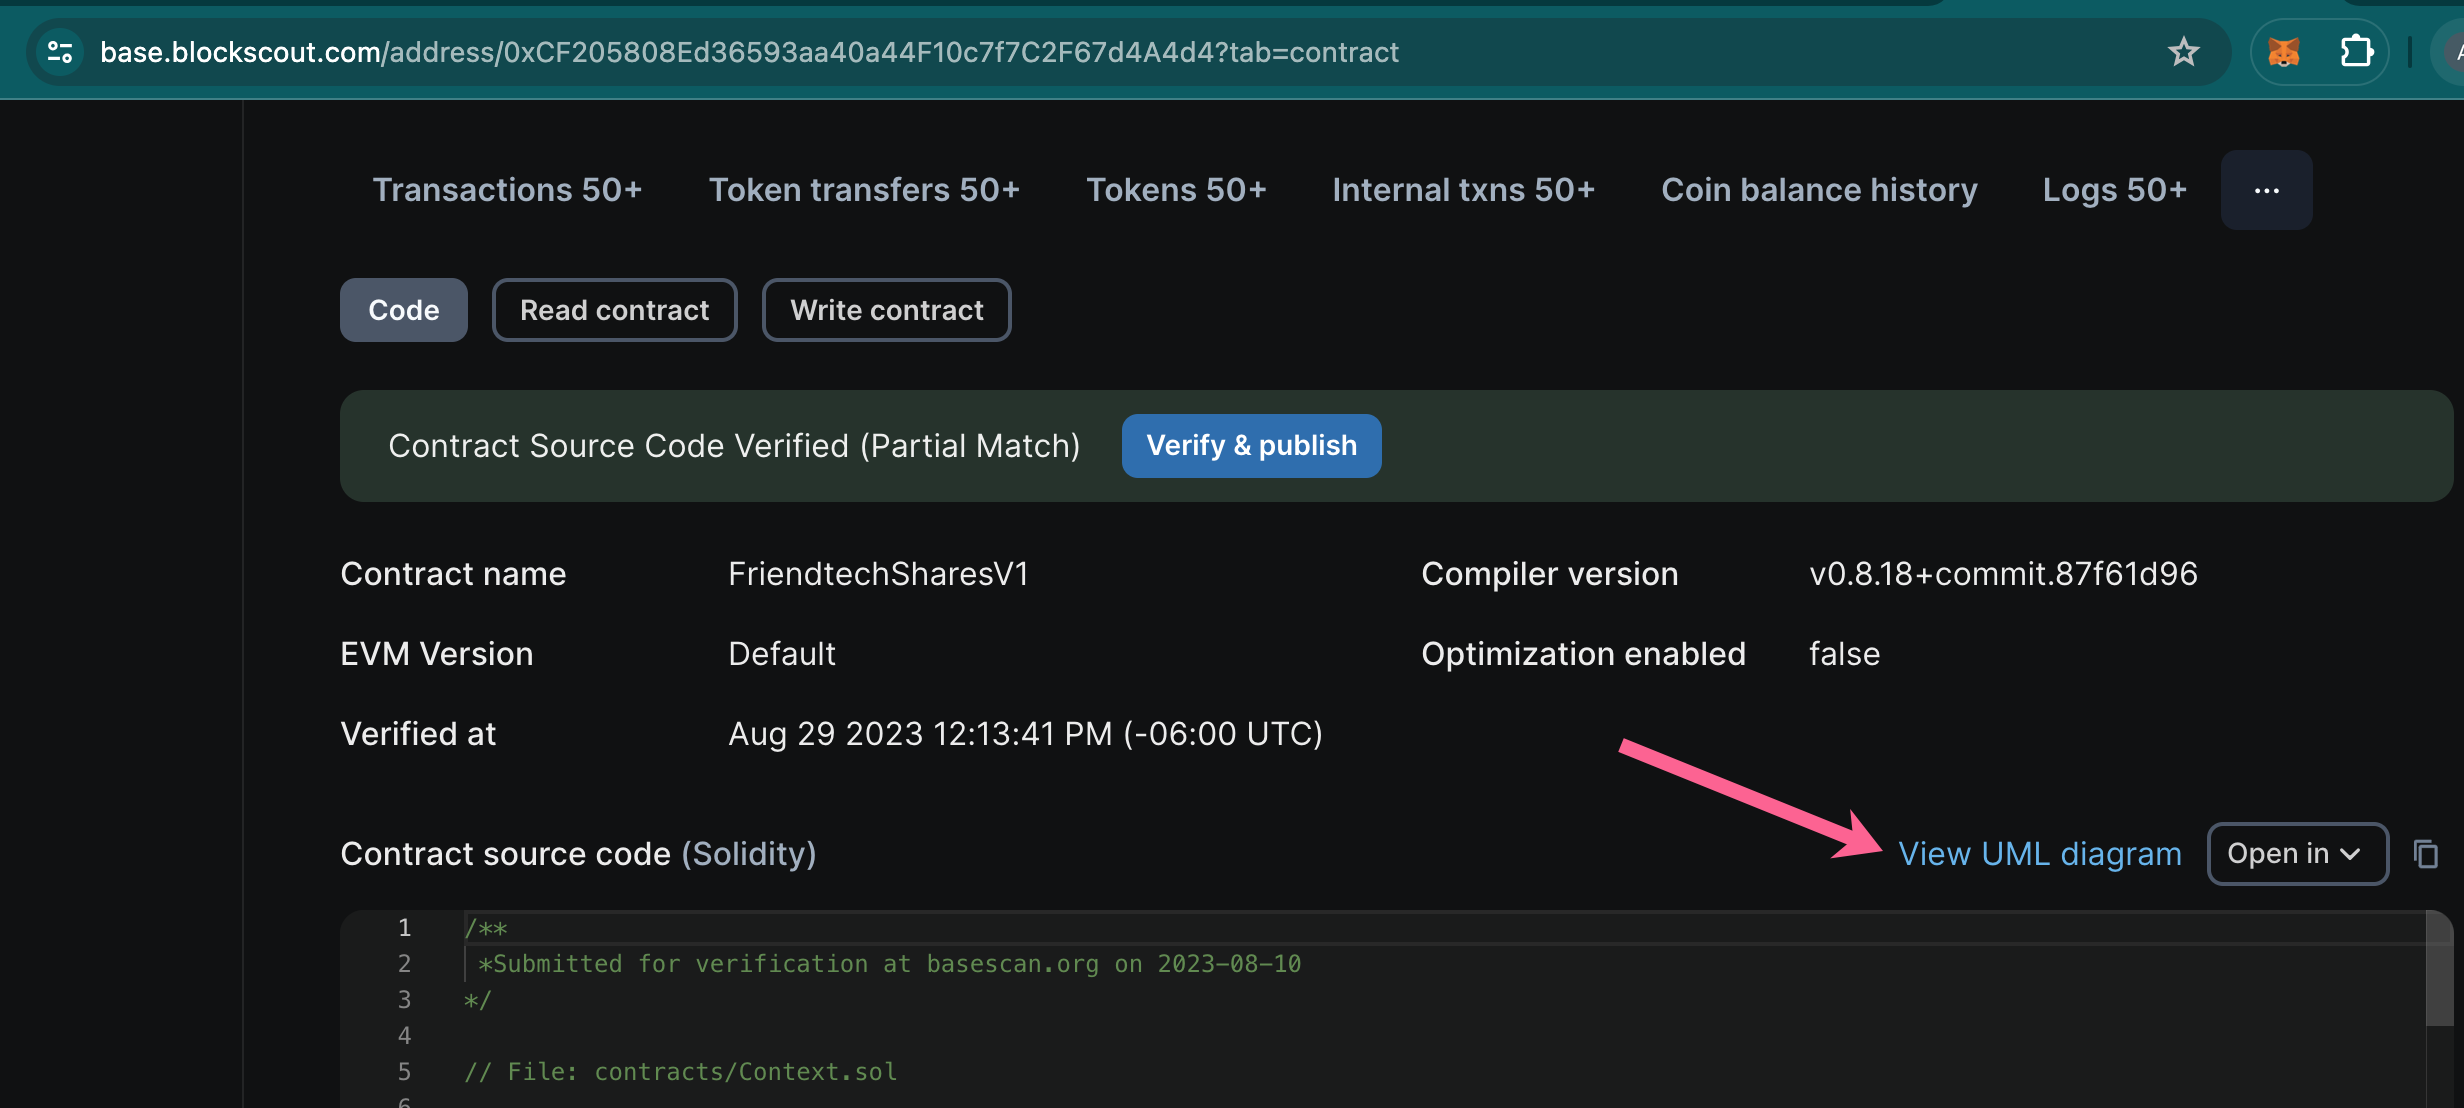 base.blockscout.com/address/0xCF205808Ed36593aa40a44F10c7f7C2F67d4A4d4?tab=contract
Transactions 50+ Token transfers 50+ Tokens 50+ Internal txns 50+ Coin balance history Logs 50+ ...
Code Read contract Write contract
Contract Source Code Verified (Partial Match) Verify & publish
Contract name FriendtechSharesV1 Compiler version v0.8.18+commit.87f61d96
EVM Version Default Optimization enabled false
Verified at Aug 29 2023 12:13:41 PM (-06:00 UTC)
Contract source code (Solidity) View UML diagram Open in
1 /**
2 *Submitted for verification at basescan.org on 2023-08-10
3 */
4
5 // File: contracts/Context.sol
6